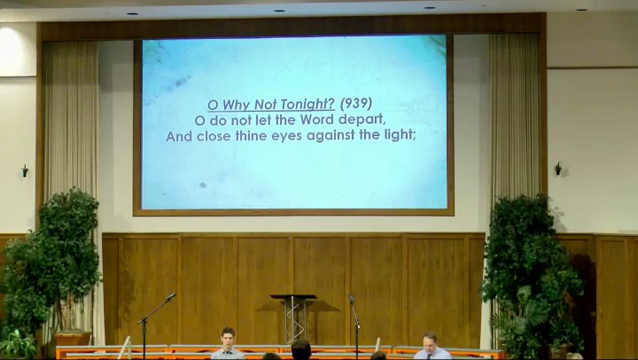 O Why Not Tonight? (939)
O do not let the Word depart,
And close thine eyes against the light;